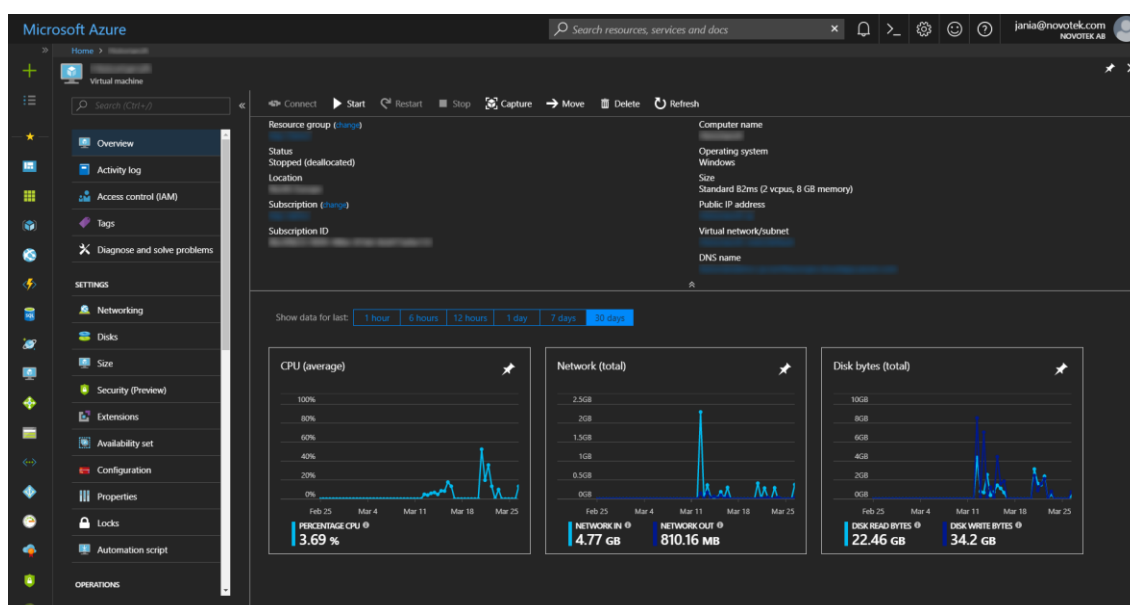 Microsoft Azure
Search resources, services and docs
jania@novotek.com
NOVOTEK AB
Home >
Virtual machine
Search (Ctrl+/)
Overview
Activity log
Access control (IAM)
Tags
Diagnose and solve problems
SETTINGS
Networking
Disks
Size
Security (Preview)
Extensions
Availability set
Configuration
Properties
Locks
Automation script
OPERATIONS
Connect Start Restart Stop Capture Move Delete Refresh
Resource group (change)
Status
Stopped (deallocated)
Location
Subscription (change)
Subscription ID
Computer name
Operating system
Windows
Size
Standard B2ms (2 vcpus, 8 GB memory)
Public IP address
Virtual network/subnet
DNS name
Show data for last: 1 hour 6 hours 12 hours 1 day 7 days 30 days
CPU (average)
100%
80%
60%
40%
20%
0%
Feb 25 Mar 4 Mar 11 Mar 18 Mar 25
PERCENTAGE CPU
3.69 %
Network (total)
2.5GB
2GB
1.5GB
1GB
0.5GB
0GB
Feb 25 Mar 4 Mar 11 Mar 18 Mar 25
NETWORK IN
4.77 GB
NETWORK OUT
810.16 MB
Disk bytes (total)
10GB
8GB
6GB
4GB
2GB
0GB
Feb 25 Mar 4 Mar 11 Mar 18 Mar 25
DISK READ BYTES
22.46 GB
DISK WRITE BYTES
34.2 GB